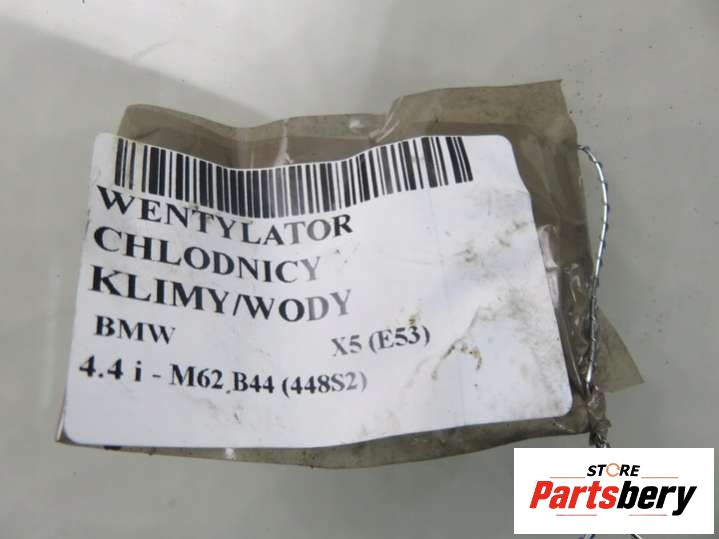 WENTYLATOR
CHLODNICY
KLIMY/WODY
BMW X5 (E53)
4.4 i - M62 B44 (448S2)
STORE
Partsbery